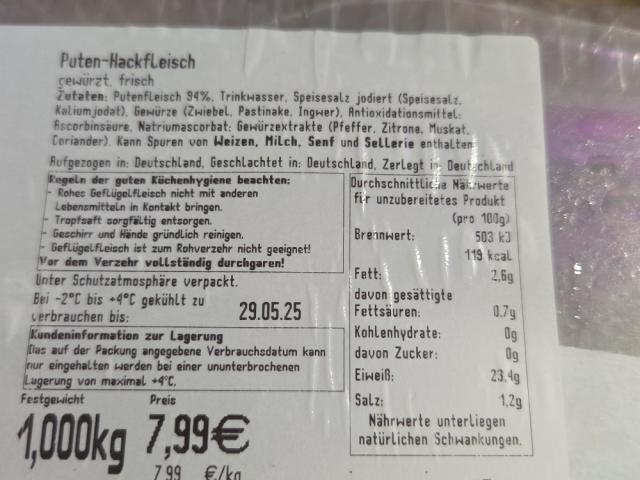 Puten-Hackfleisch
gewürzt, frisch
Zutaten: Putenfleisch 94%, Trinkwasser, Speisesalz jodiert (Speisesalz,
Kaliumjodat), Gewürze (Zwiebel, Pastinake, Ingwer), Antioxidationsmittel:
Ascorbinsäure, Natriumascorbat; Gewürzextrakte (Pfeffer, Zitrone, Muskat,
Coriander). Kann Spuren von Weizen, Milch, Senf und Sellerie enthalten.
Aufgezogen in: Deutschland, Geschlachtet in: Deutschland, Zerlegt in: Deutschland
Regeln der guten Küchenhygiene beachten:
- Rohes Geflügelfleisch nicht mit anderen
Lebensmitteln in Kontakt bringen.
- Tropfsaft sorgfältig entsorgen.
- Geschirr und Hände gründlich reinigen.
- Geflügelfleisch ist zum Rohverzehr nicht geeignet!
Vor dem Verzehr vollständig durchgaren!
Unter Schutzatmosphäre verpackt.
Bei -2°C bis +4°C gekühlt zu
verbrauchen bis: 29.05.25
Kundeninformation zur Lagerung
Das auf der Packung angegebene Verbrauchsdatum kann
nur eingehalten werden bei einer ununterbrochenen
Lagerung von maximal +4°C.
Festgewicht Preis
1,000kg 7,99€
7,99 €/kg
Durchschnittliche Nährwerte
für unzubereitetes Produkt
(pro 100g)
Brennwert: 503 kJ
119 kcal
Fett: 2,6g
davon gesättigte
Fettsäuren: 0,7g
Kohlenhydrate: 0g
davon Zucker: 0g
Eiweiß: 23,4g
Salz: 1,2g
Nährwerte unterliegen
natürlichen Schwankungen.